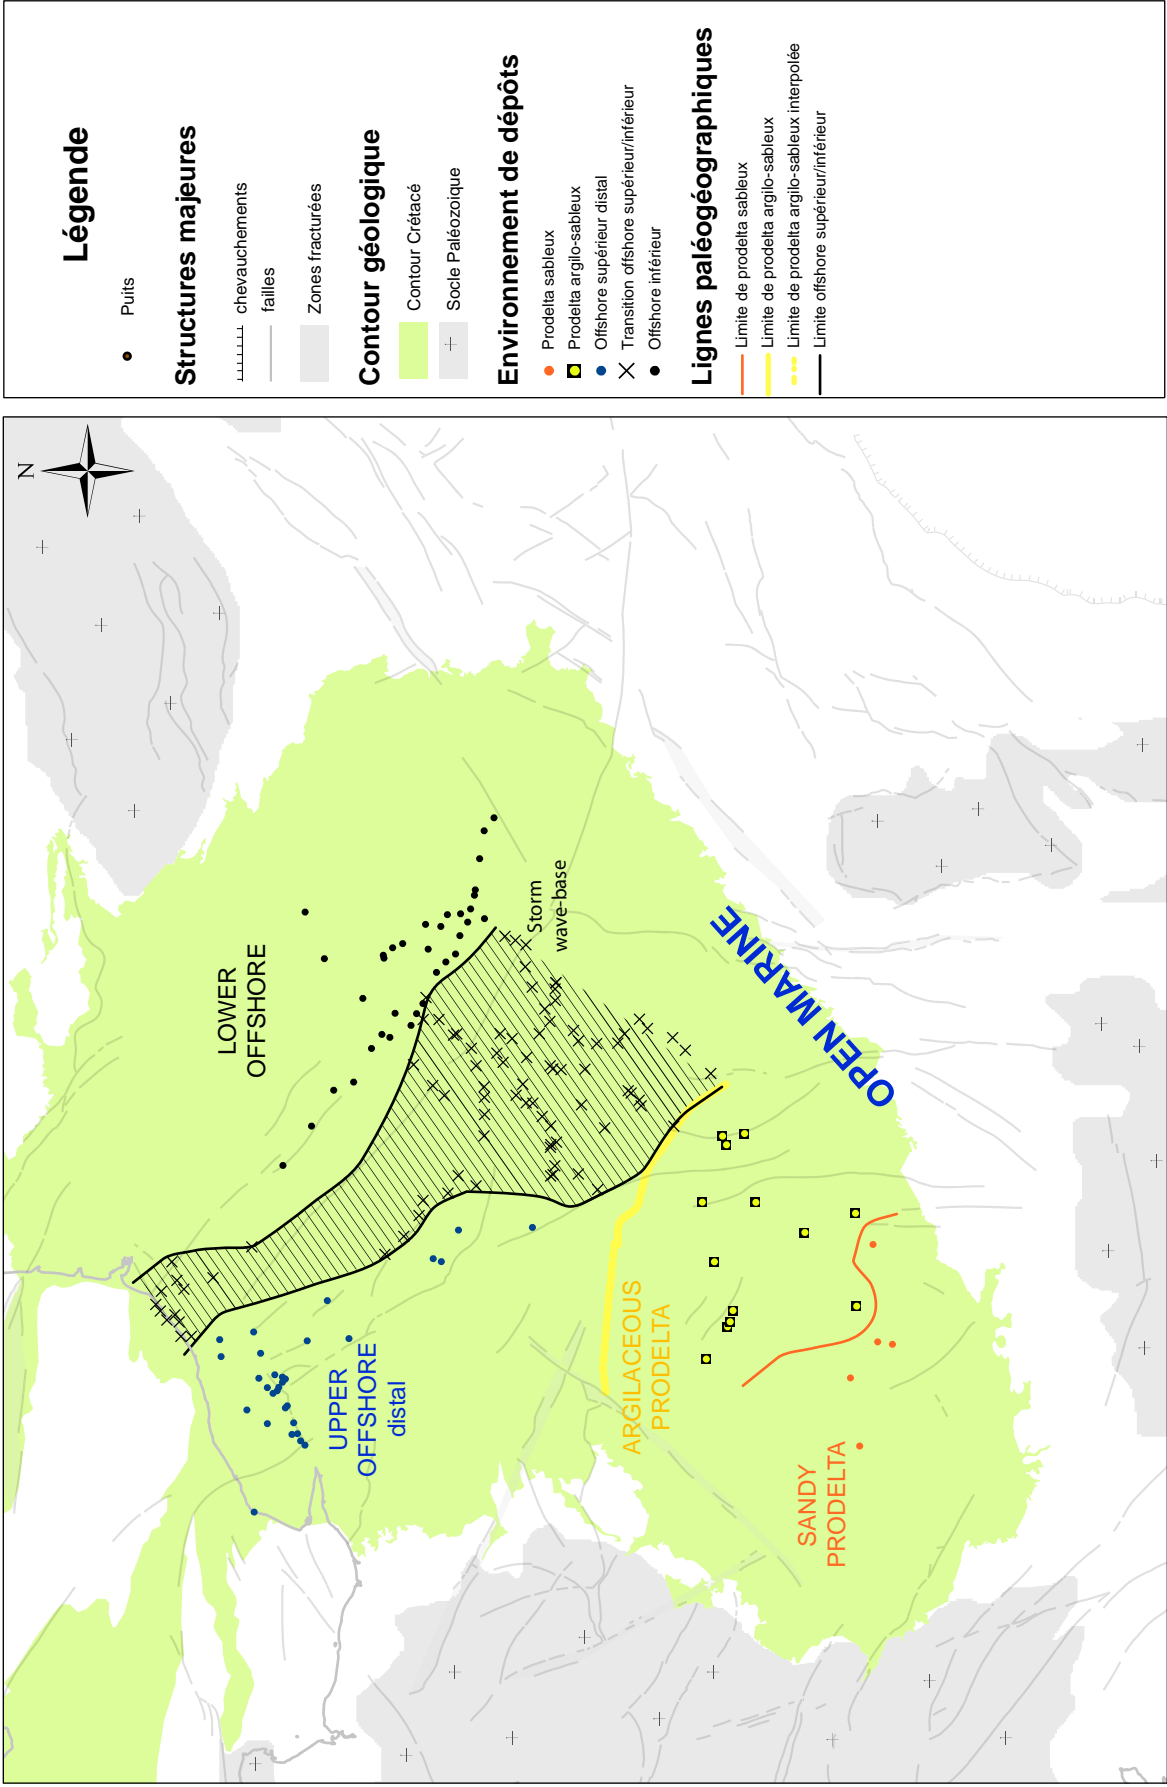 Légende
Puits
Structures majeures
chevauchements
failles
Zones fracturées
Contour géologique
Contour Crétacé
Socle Paléozoique
Environnement de dépôts
Prodelta sableux
Prodelta argilo-sableux
Offshore supérieur distal
Transition offshore supérieur/inférieur
Offshore inférieur
Lignes paléogéographiques
Limite de prodelta sableux
Limite de prodelta argilo-sableux
Limite de prodelta argilo-sableux interpolée
Limite offshore supérieur/inférieur
N
LOWER
OFFSHORE
Storm
wave-base
OPEN MARINE
UPPER
OFFSHORE
distal
ARGILACEOUS
PRODELTA
SANDY
PRODELTA